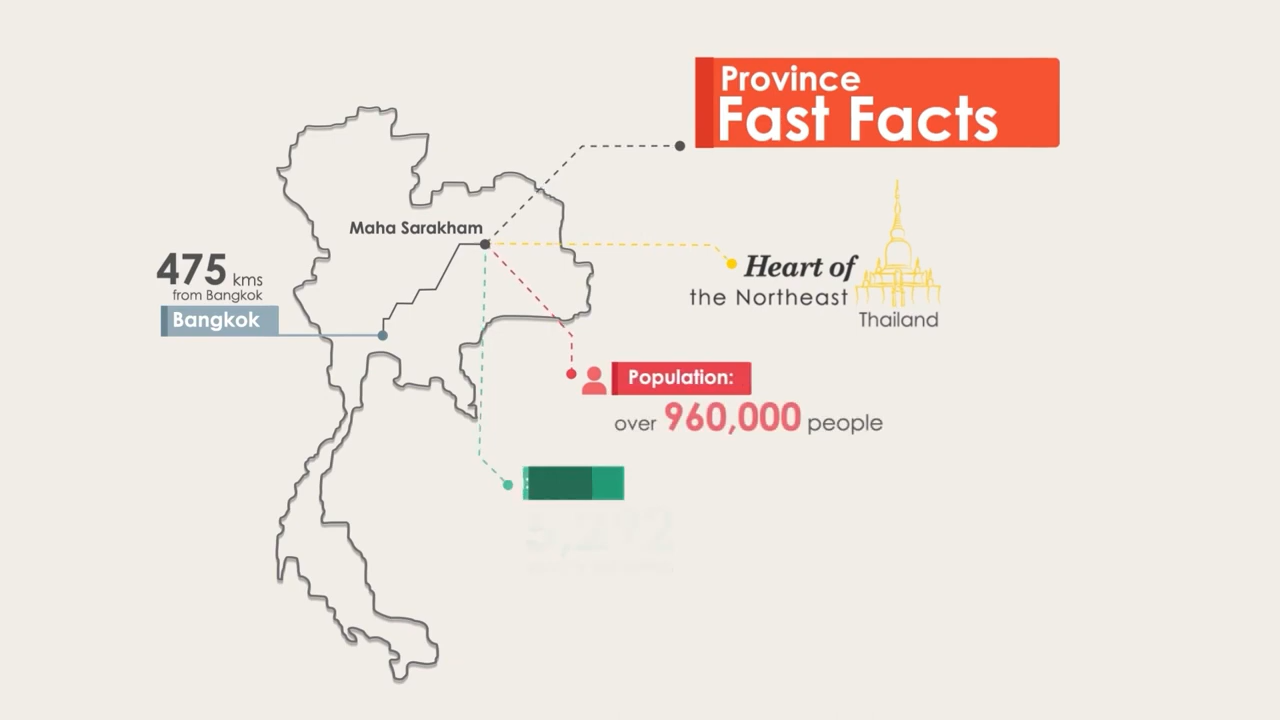 Province
Fast Facts
Maha Sarakham
475 kms
from Bangkok
Bangkok
Heart of
the Northeast
Thailand
Population:
over 960,000 people